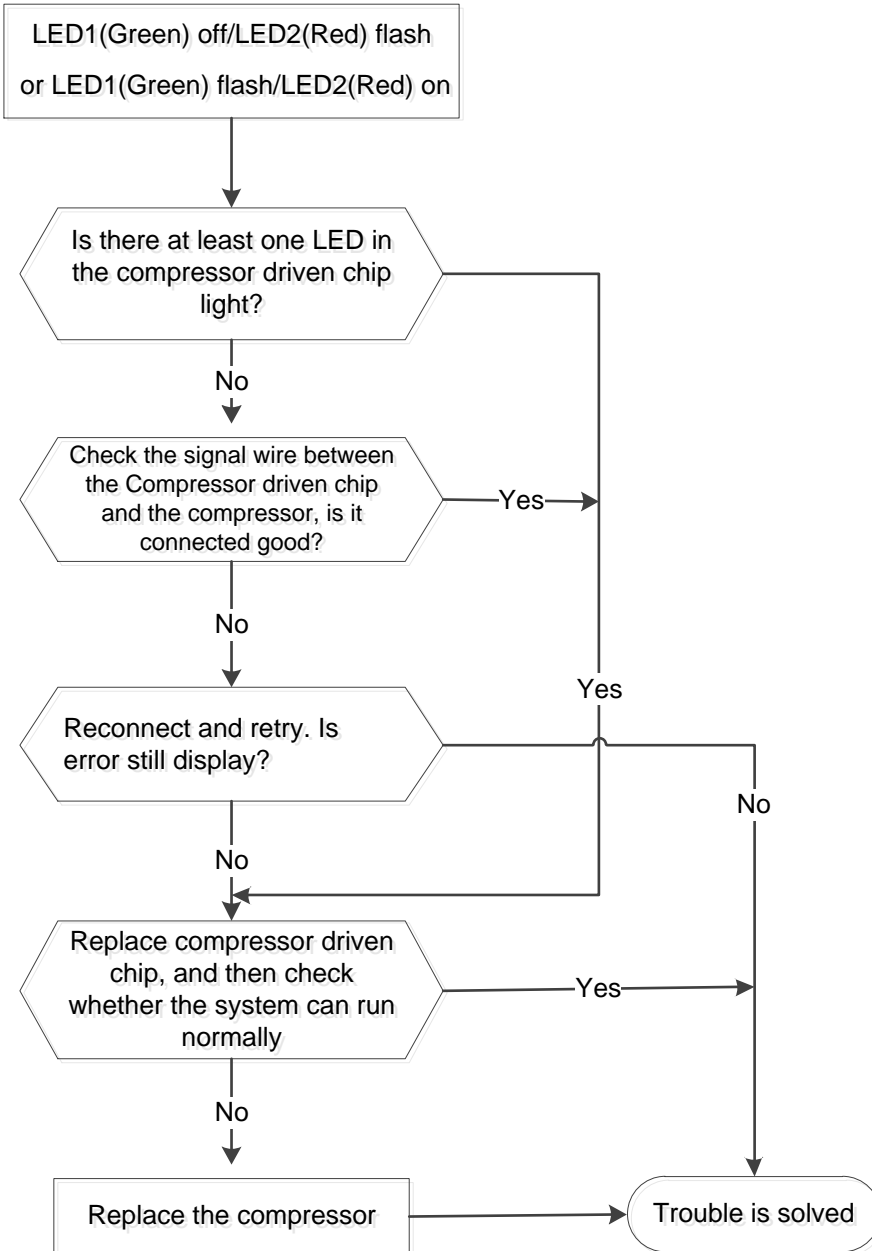 LED1(Green) off/LED2(Red) flash
or LED1(Green) flash/LED2(Red) on
Is there at least one LED in
the compressor driven chip
light?
No
Check the signal wire between
the Compressor driven chip
and the compressor, is it
connected good?
Yes
No
Yes
Reconnect and retry. Is
error still display?
No
No
Replace compressor driven
chip, and then check
whether the system can run
normally
Yes
No
Replace the compressor
Trouble is solved